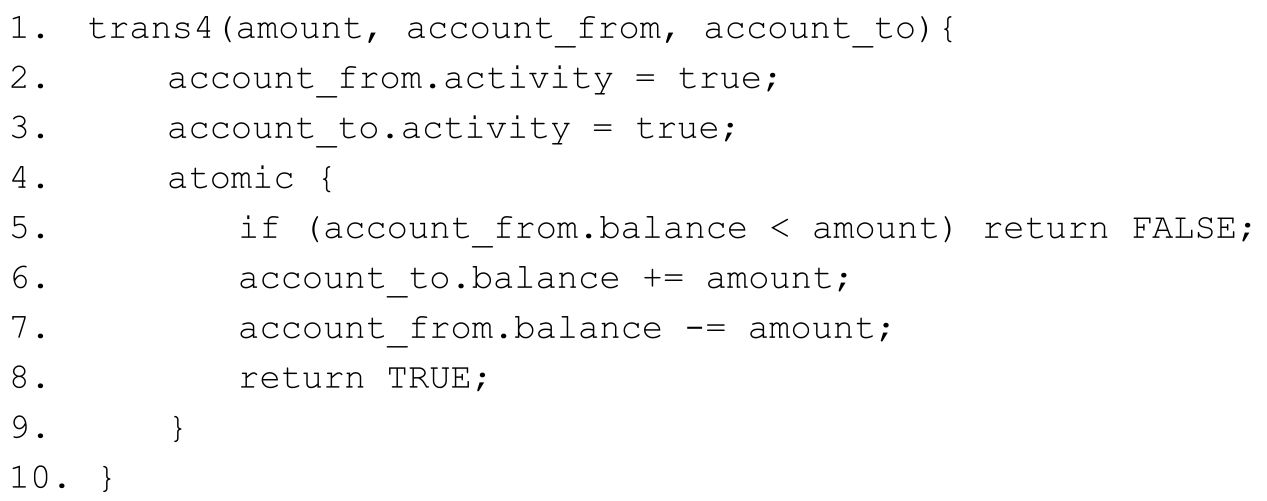 1. trans4(amount, account_from, account_to){
2. account_from.activity = true;
3. account_to.activity = true;
4. atomic {
5. if (account_from.balance < amount) return FALSE;
6. account_to.balance += amount;
7. account_from.balance -= amount;
8. return TRUE;
9. }
10. }